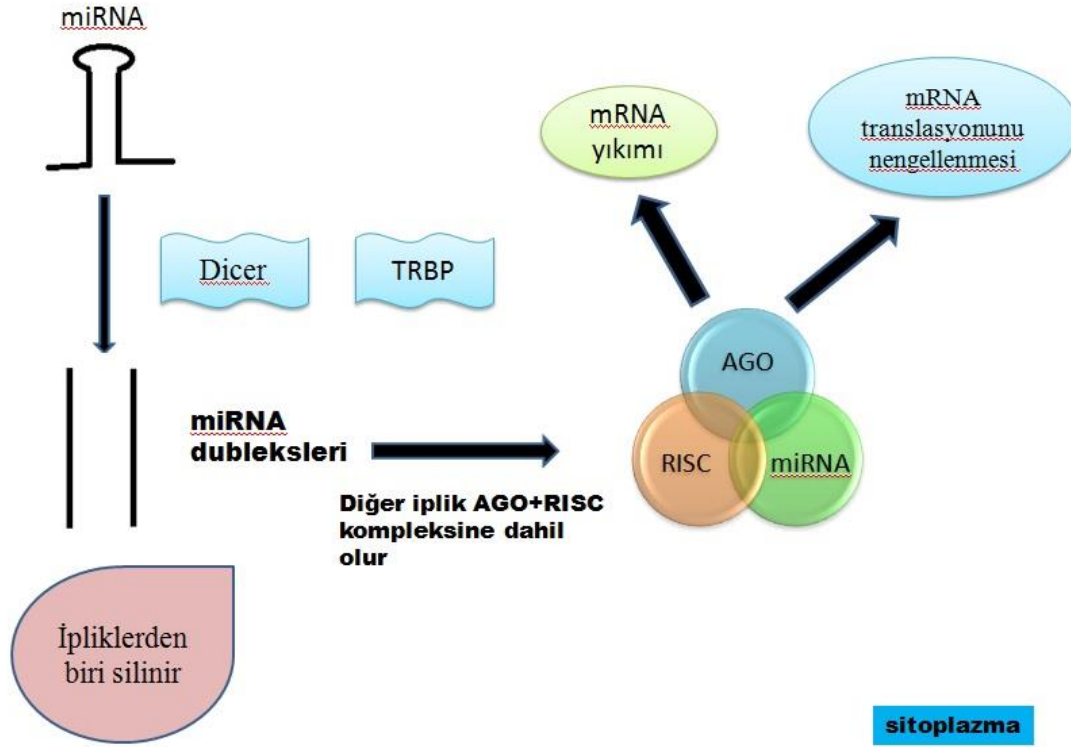 miRNA
mRNA
yıkımı
mRNA
translasyonunu
nengellenmesi
Dicer
TRBP
AGO
RISC
miRNA
miRNA
dubleksleri
Diğer iplik AGO+RISC
kompleksine dahil
olur
İpliklerden
biri silinir
sitoplazma